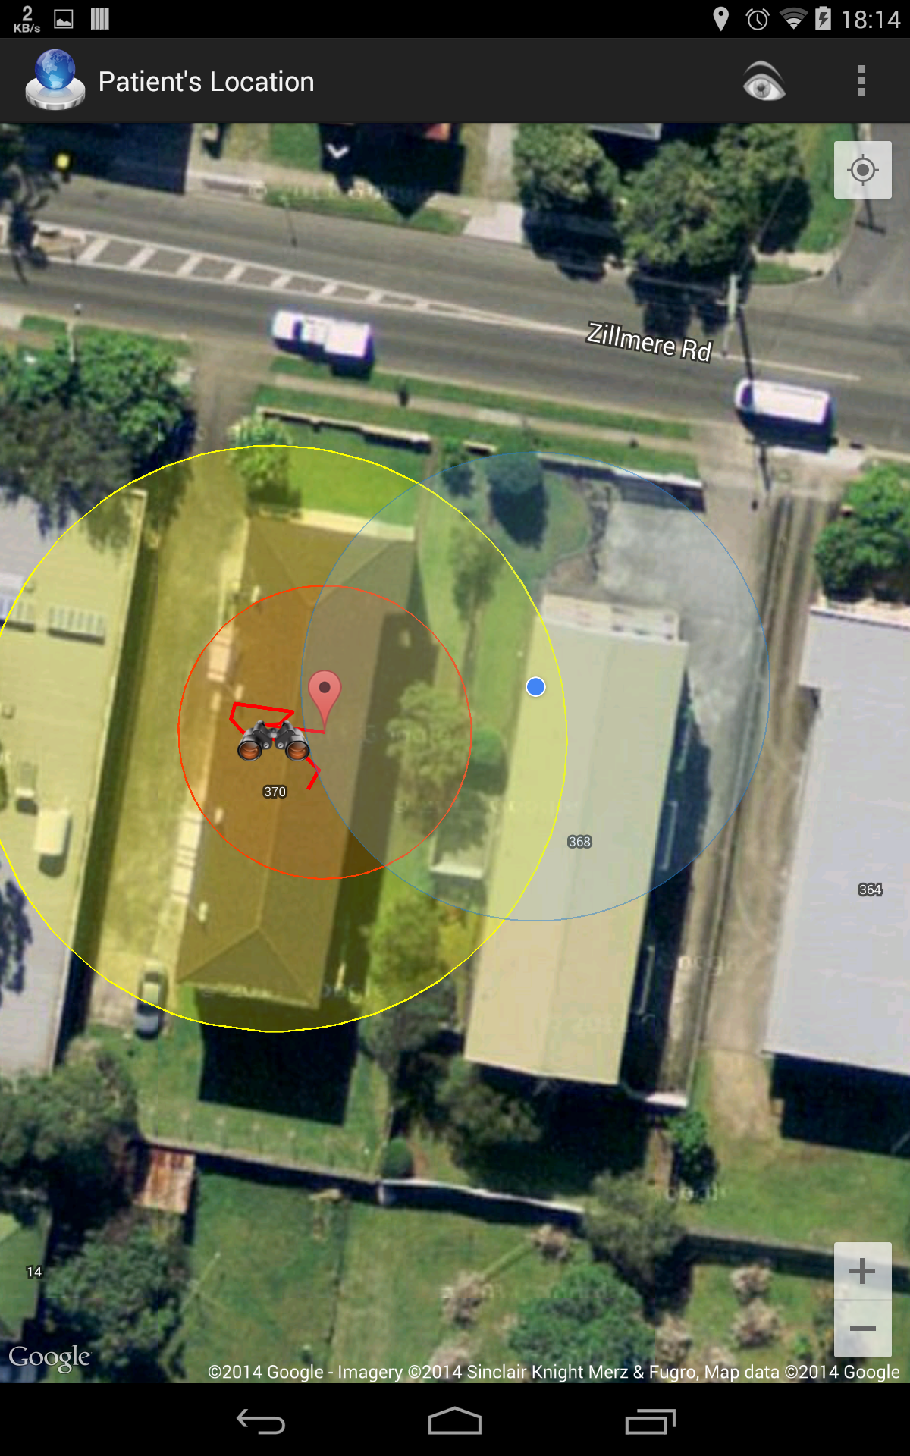 2
KB/s
18:14
Patient's Location
Zillmere Rd
370
368
364
14
Google
©2014 Google - Imagery ©2014 Sinclair Knight Merz & Fugro, Map data ©2014 Google